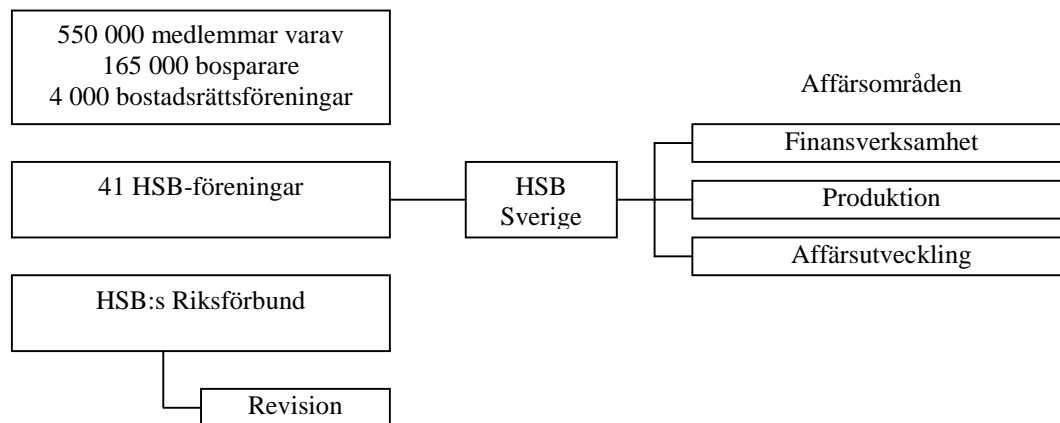 550 000 medlemmar varav
165 000 bosparare
4 000 bostadsrättsföreningar
Affärsområden
Finansverksamhet
41 HSB-föreningar
HSB
Sverige
Produktion
Affärsutveckling
HSB:s Riksförbund
Revision